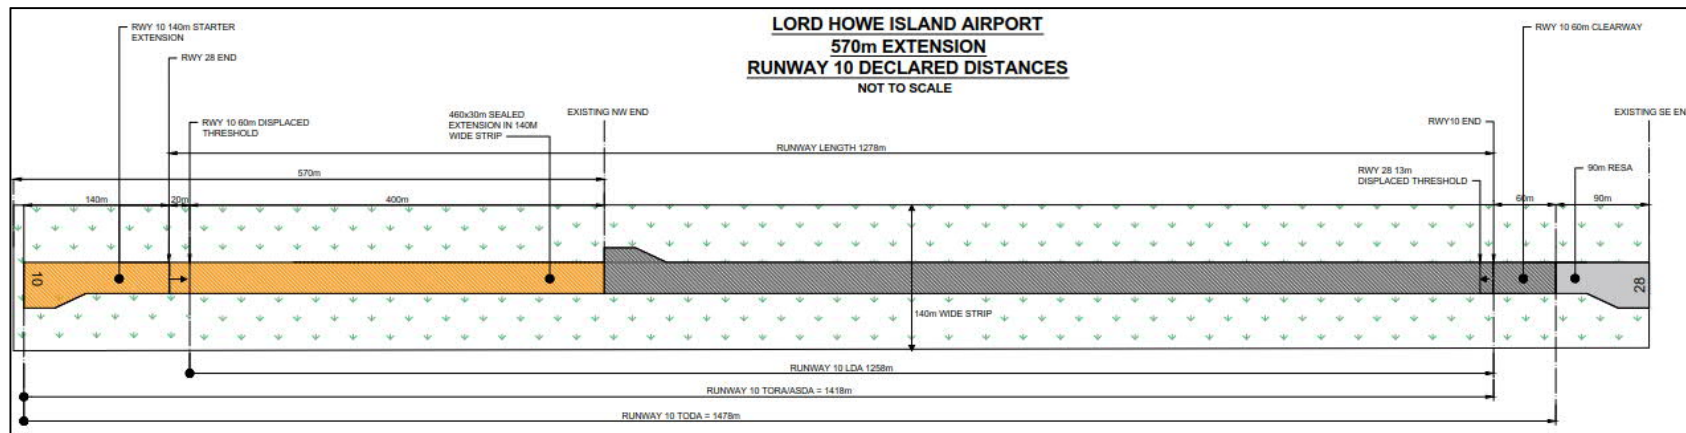 LORD HOWE ISLAND AIRPORT
570m EXTENSION
RUNWAY 10 DECLARED DISTANCES
NOT TO SCALE
RWY 10 140m STARTER
EXTENSION
RWY 28 END
RWY 10 60m DISPLACED
THRESHOLD
460x30m SEALED
EXTENSION IN 140M
WIDE STRIP
EXISTING NW END
RWY 10 60m CLEARWAY
EXISTING SE EN
RWY10 END
RUNWAY LENGTH 1278m
90m RESA
RWY 28 13m
DISPLACED THRESHOLD
570m
140m
20m
400m
60m
90m
10
28
140m WIDE STRIP
RUNWAY 10 LDA 1258m
RUNWAY 10 TORA/ASDA = 1418m
RUNWAY 10 TODA = 1478m